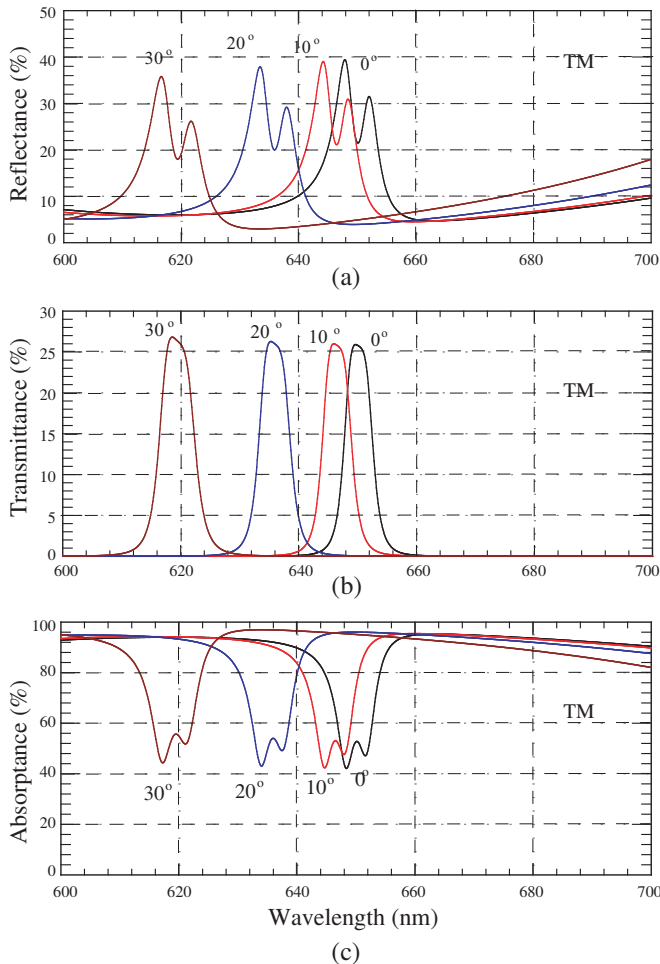 Reflectance (%)
50
40
30
20
10
0
30°
20°
10°
0°
TM
600 620 640 660 680 700
(a)
Transmittance (%)
30
25
20
15
10
5
0
30°
20°
10°
0°
TM
600 620 640 660 680 700
(b)
Absorptance (%)
100
80
60
40
20
0
TM
30°
20°
10°
0°
600 620 640 660 680 700
Wavelength (nm)
(c)